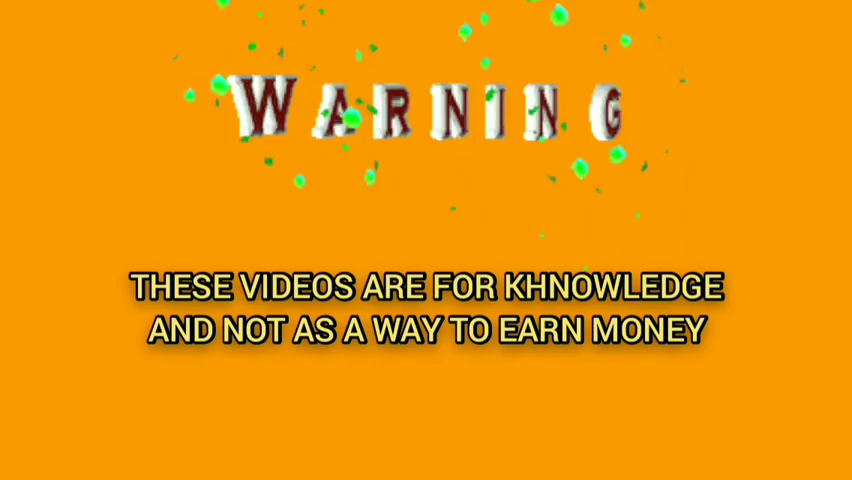 WARNING
THESE VIDEOS ARE FOR KHNOWLEDGE
AND NOT AS A WAY TO EARN MONEY